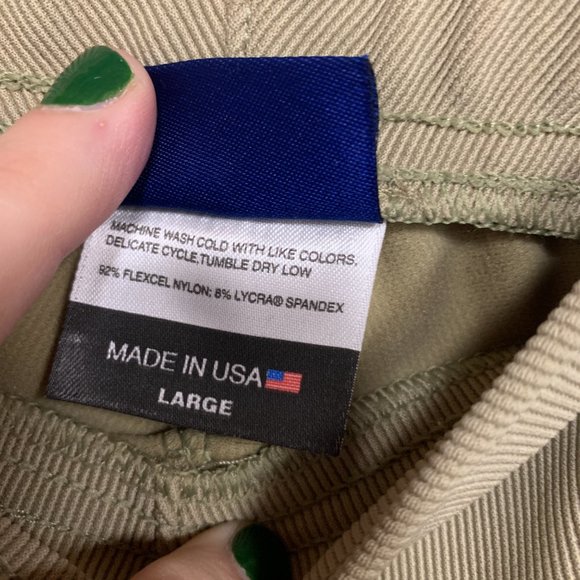 MACHINE WASH COLD WITH LIKE COLORS.
DELICATE CYCLE,TUMBLE DRY LOW
92% FLEXCEL NYLON; 8% LYCRA® SPANDEX
MADE IN USA
LARGE